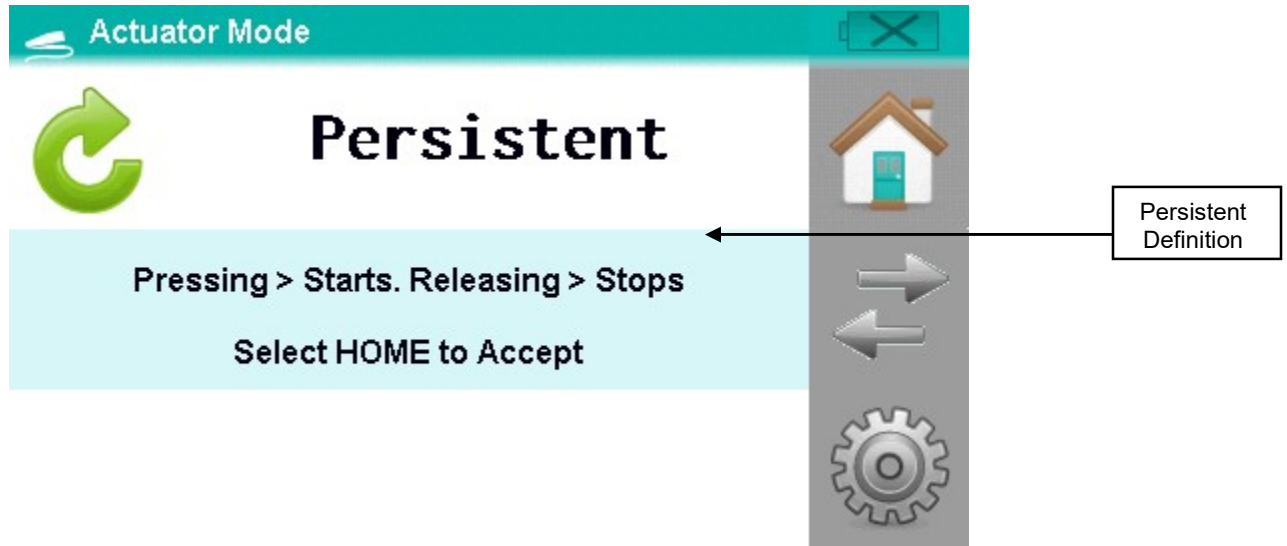 Actuator Mode
Persistent
Persistent
Definition
Pressing > Starts. Releasing > Stops
Select HOME to Accept